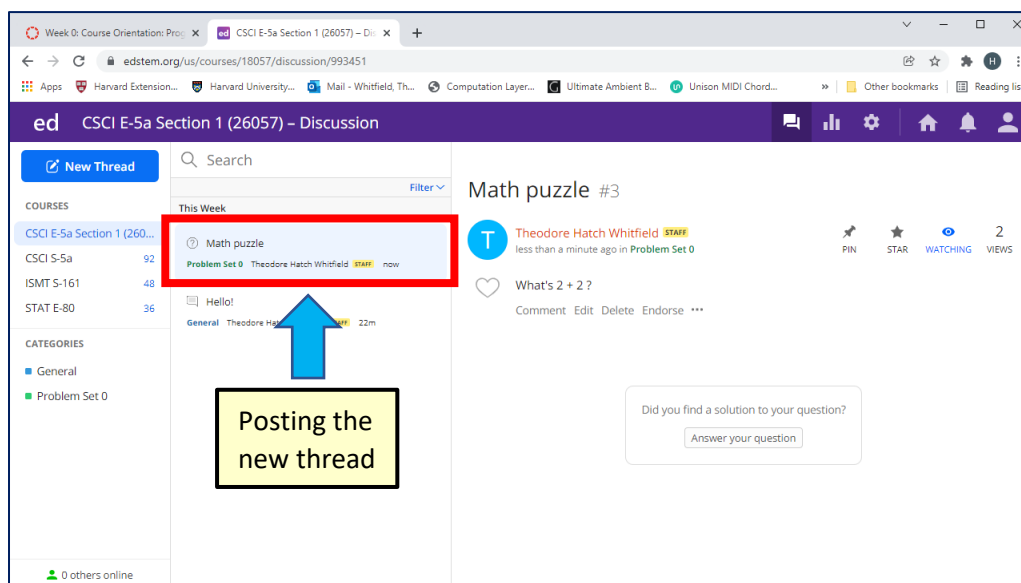 Week 0: Course Orientation: Prog
ed CSCI E-5a Section 1 (26057) – Dis
edstem.org/us/courses/18057/discussion/993451
H
Apps Harvard Extension... Harvard University... Mail - Whitfield, Th... Computation Layer... Ultimate Ambient B... Unison MIDI Chord... » Other bookmarks Reading lis
ed CSCI E-5a Section 1 (26057) – Discussion
New Thread
COURSES
CSCI E-5a Section 1 (260...
CSCI S-5a 92
ISMT S-161 48
STAT E-80 36
CATEGORIES
General
Problem Set 0
0 others online
Search
Filter
This Week
Math puzzle
Problem Set 0 Theodore Hatch Whitfield STAFF now
Hello!
General Theodore Hat 22m
Posting the
new thread
Math puzzle #3
T
Theodore Hatch Whitfield STAFF
less than a minute ago in Problem Set 0
PIN STAR WATCHING 2 VIEWS
What's 2 + 2 ?
Comment Edit Delete Endorse •••
Did you find a solution to your question?
Answer your question